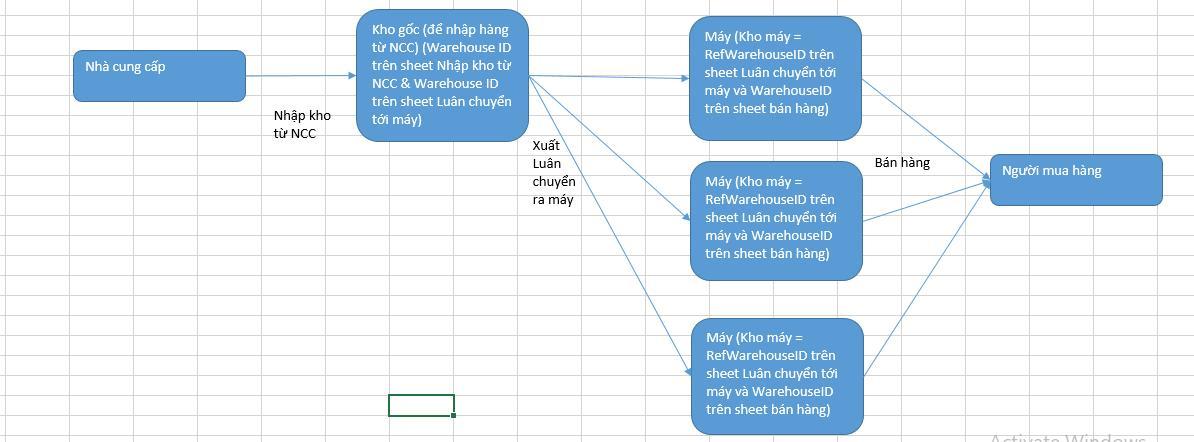 Nhà cung cấp
Nhập kho
từ NCC
Kho gốc (để nhập hàng
từ NCC) (Warehouse ID
trên sheet Nhập kho từ
NCC & Warehouse ID
trên sheet Luân chuyển
tới máy)
Xuất
Luân
chuyển
ra máy
Máy (Kho máy =
RefWarehouseID trên
sheet Luân chuyển tới
máy và WarehouseID
trên sheet bán hàng)
Máy (Kho máy =
RefWarehouseID trên
sheet Luân chuyển tới
máy và WarehouseID
trên sheet bán hàng)
Máy (Kho máy =
RefWarehouseID trên
sheet Luân chuyển tới
máy và WarehouseID
trên sheet bán hàng)
Bán hàng
Người mua hàng
Activate Windows